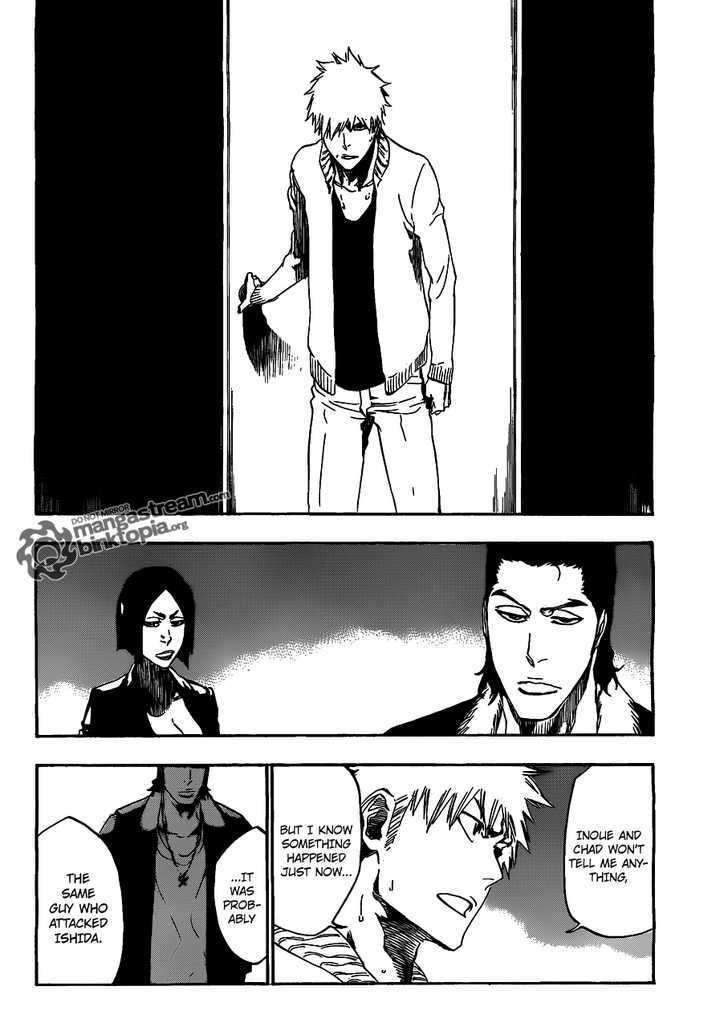 DO NOT MIRROR
mangastream.com
binktopia.org
INOUE AND
CHAD WON'T
TELL ME ANY-
THING,
BUT I KNOW
SOMETHING
HAPPENED
JUST NOW...
...IT
WAS
PROB-
ABLY
THE
SAME
GUY WHO
ATTACKED
ISHIDA.